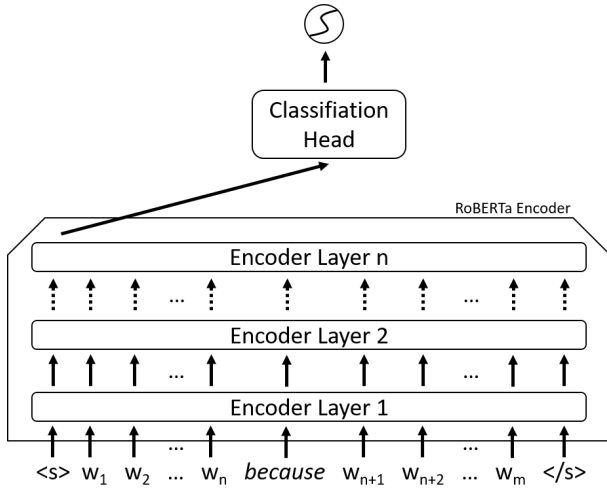 Classifiation
Head
RoBERTa Encoder
Encoder Layer n
...
...
Encoder Layer 2
...
...
Encoder Layer 1
...
...
<s> w1 w2 ... wn because wn+1 wn+2 ... wm </s>